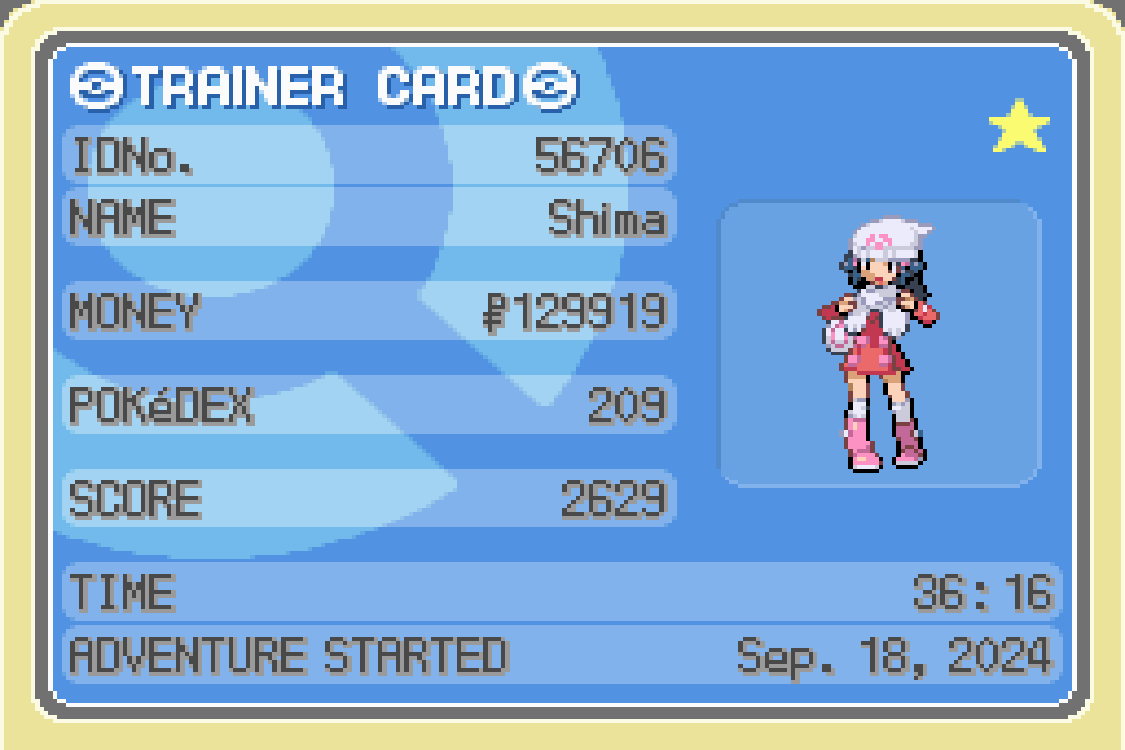 TRAINER CARD
IDNo. 56706
NAME Shima
MONEY ₽129919
POKéDEX 209
SCORE 2629
TIME 36:16
ADVENTURE STARTED Sep. 18, 2024